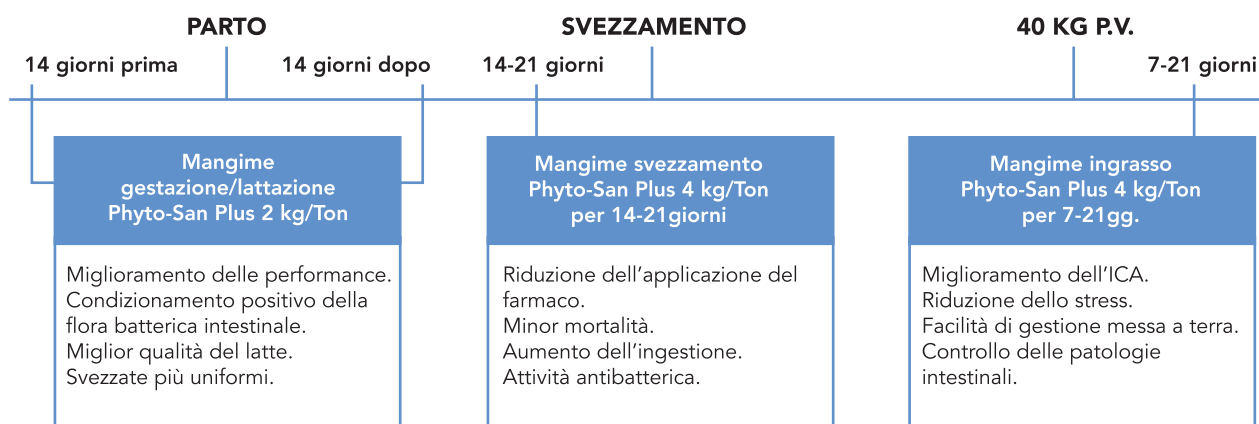 PARTO
SVEZZAMENTO
40 KG P.V.
14 giorni prima
14 giorni dopo
14-21 giorni
7-21 giorni
Mangime
gestazione/lattazione
Phyto-San Plus 2 kg/Ton
Miglioramento delle performance.
Condizionamento positivo della
flora batterica intestinale.
Miglior qualità del latte.
Svezzate più uniformi.
Mangime svezzamento
Phyto-San Plus 4 kg/Ton
per 14-21giorni
Riduzione dell'applicazione del
farmaco.
Minor mortalità.
Aumento dell'ingestione.
Attività antibatterica.
Mangime ingrasso
Phyto-San Plus 4 kg/Ton
per 7-21gg.
Miglioramento dell'ICA.
Riduzione dello stress.
Facilità di gestione messa a terra.
Controllo delle patologie
intestinali.